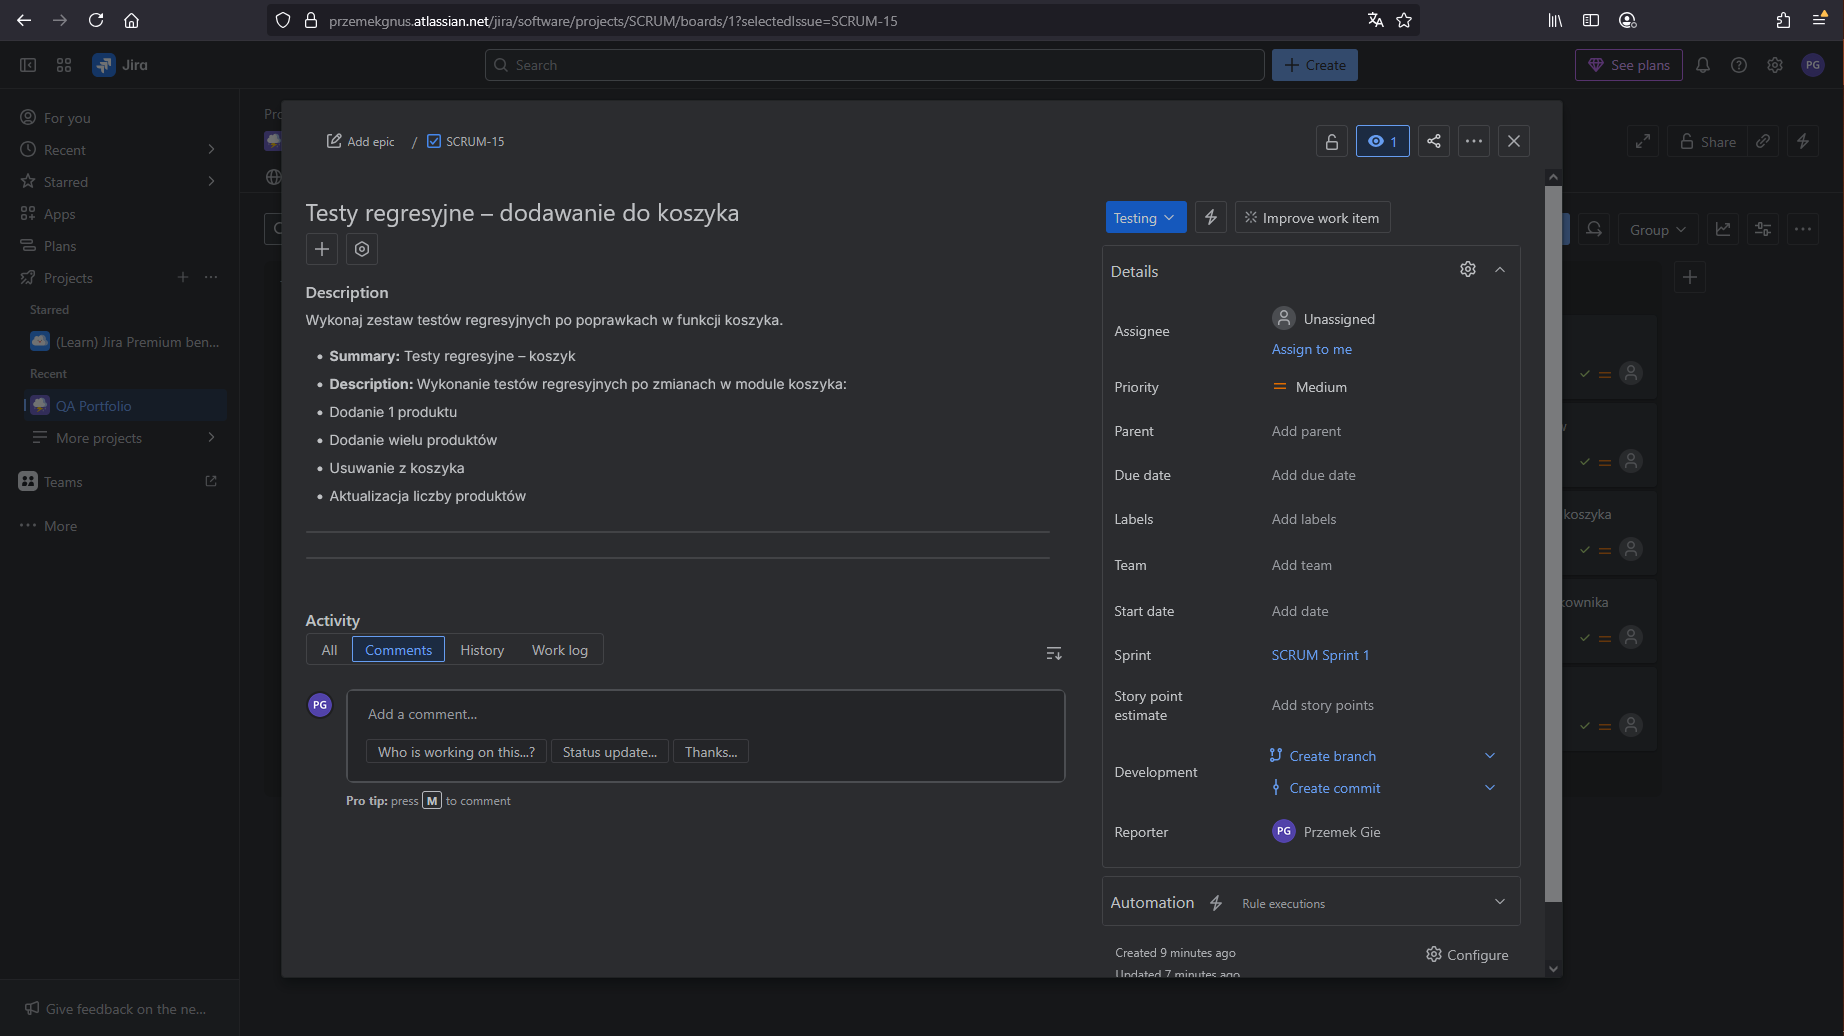 przemekgnus.atlassian.net/jira/software/projects/SCRUM/boards/1?selectedIssue=SCRUM-15
Jira
Search
Create
See plans
PG
For you
Recent
Starred
Apps
Plans
Projects
Starred
(Learn) Jira Premium ben...
Recent
QA Portfolio
More projects
Teams
More
Give feedback on the ne...
Share
Group
koszyka
Add epic / SCRUM-15
1
Testy regresyjne – dodawanie do koszyka
Description
Wykonaj zestaw testów regresyjnych po poprawkach w funkcji koszyka.
• Summary: Testy regresyjne – koszyk
• Description: Wykonanie testów regresyjnych po zmianach w module koszyka:
• Dodanie 1 produktu
• Dodanie wielu produktów
• Usuwanie z koszyka
• Aktualizacja liczby produktów
Activity
All Comments History Work log
PG
Add a comment...
Who is working on this...? Status update... Thanks...
Pro tip: press M to comment
Testing
Improve work item
Details
Assignee Unassigned
Assign to me
Priority Medium
Parent Add parent
Due date Add due date
Labels Add labels
Team Add team
Start date Add date
Sprint SCRUM Sprint 1
Story point estimate Add story points
Development Create branch
Create commit
Reporter PG Przemek Gie
Automation Rule executions
Created 9 minutes ago
Updated 7 minutes ago
Configure